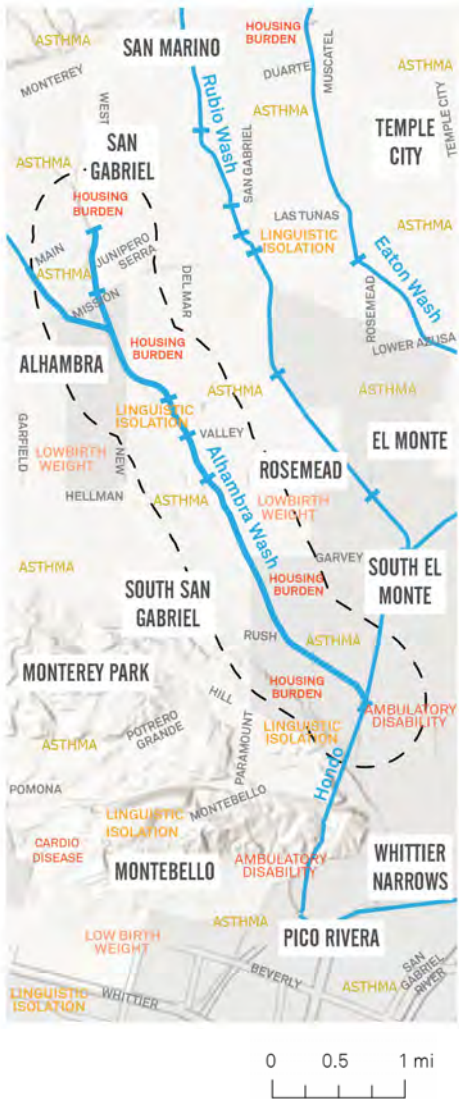 ASTHMA
SAN MARINO
HOUSING
BURDEN
MUSCATEL
DUARTE
ASTHMA
MONTEREY
WEST
Rubio Wash
ASTHMA
TEMPLE
CITY
TEMPLE CITY
SAN
GABRIEL
ASTHMA
SAN GABRIEL
HOUSING
BURDEN
LAS TUNAS
ASTHMA
LINGUISTIC
ISOLATION
MAIN
JUNIPERO
SERRA
ASTHMA
MISSION
DEL MAR
Eaton Wash
ROSEMEAD
LOWER AZUSA
HOUSING
BURDEN
ALHAMBRA
ASTHMA
ASTHMA
LINGUISTIC
ISOLATION
VALLEY
EL MONTE
GARFIELD
LOWBIRTH
WEIGHT
NEW
HELLMAN
Alhambra Wash
ROSEMEAD
ASTHMA
LOWBIRTH
WEIGHT
ASTHMA
GARVEY
HOUSING
BURDEN
SOUTH EL
MONTE
SOUTH SAN
GABRIEL
RUSH
ASTHMA
MONTEREY PARK
HILL
HOUSING
BURDEN
AMBULATORY
DISABILITY
POTRERO
GRANDE
ASTHMA
PARAMOUNT
LINGUISTIC
ISOLATION
Hondo
POMONA
LINGUISTIC
ISOLATION
MONTEBELLO
CARDIO
DISEASE
MONTEBELLO
AMBULATORY
DISABILITY
WHITTIER
NARROWS
ASTHMA
PICO RIVERA
LOW BIRTH
WEIGHT
BEVERLY
SAN
GABRIEL
RIVER
ASTHMA
LINGUISTIC
ISOLATION
WHITTIER
0 0.5 1 mi